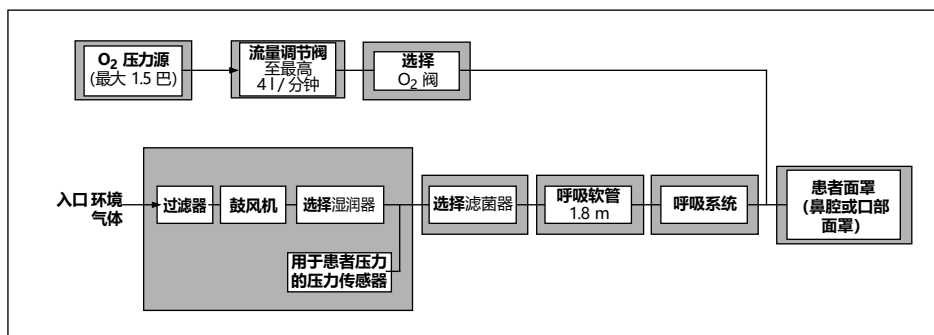 O₂ 压力源
(最大 1.5 巴)
流量调节阀
至最高
4 l / 分钟
选择
O₂ 阀
入口 环境
气体
过滤器
鼓风机
选择湿润器
用于患者压力
的压力传感器
选择滤菌器
呼吸软管
1.8 m
呼吸系统
患者面罩
(鼻腔或口部
面罩)